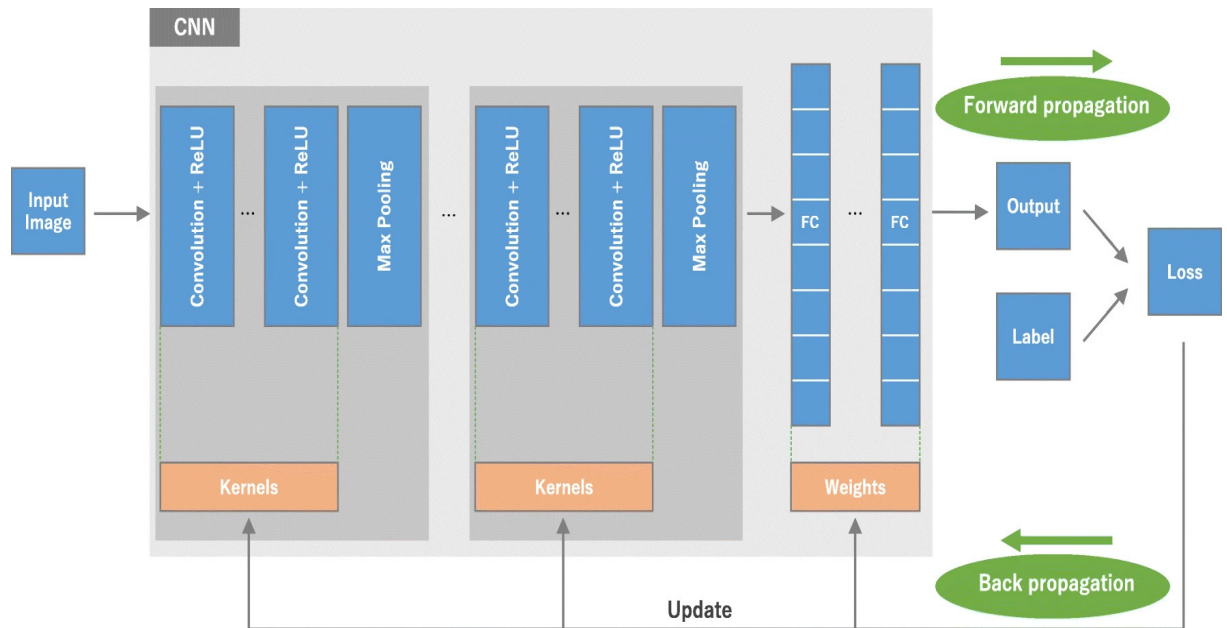 CNN
Forward propagation
Input
Image
Convolution + ReLU
...
Convolution + ReLU
Max Pooling
...
Convolution + ReLU
...
Convolution + ReLU
Max Pooling
FC
...
FC
Output
Label
Loss
Kernels
Kernels
Weights
Back propagation
Update